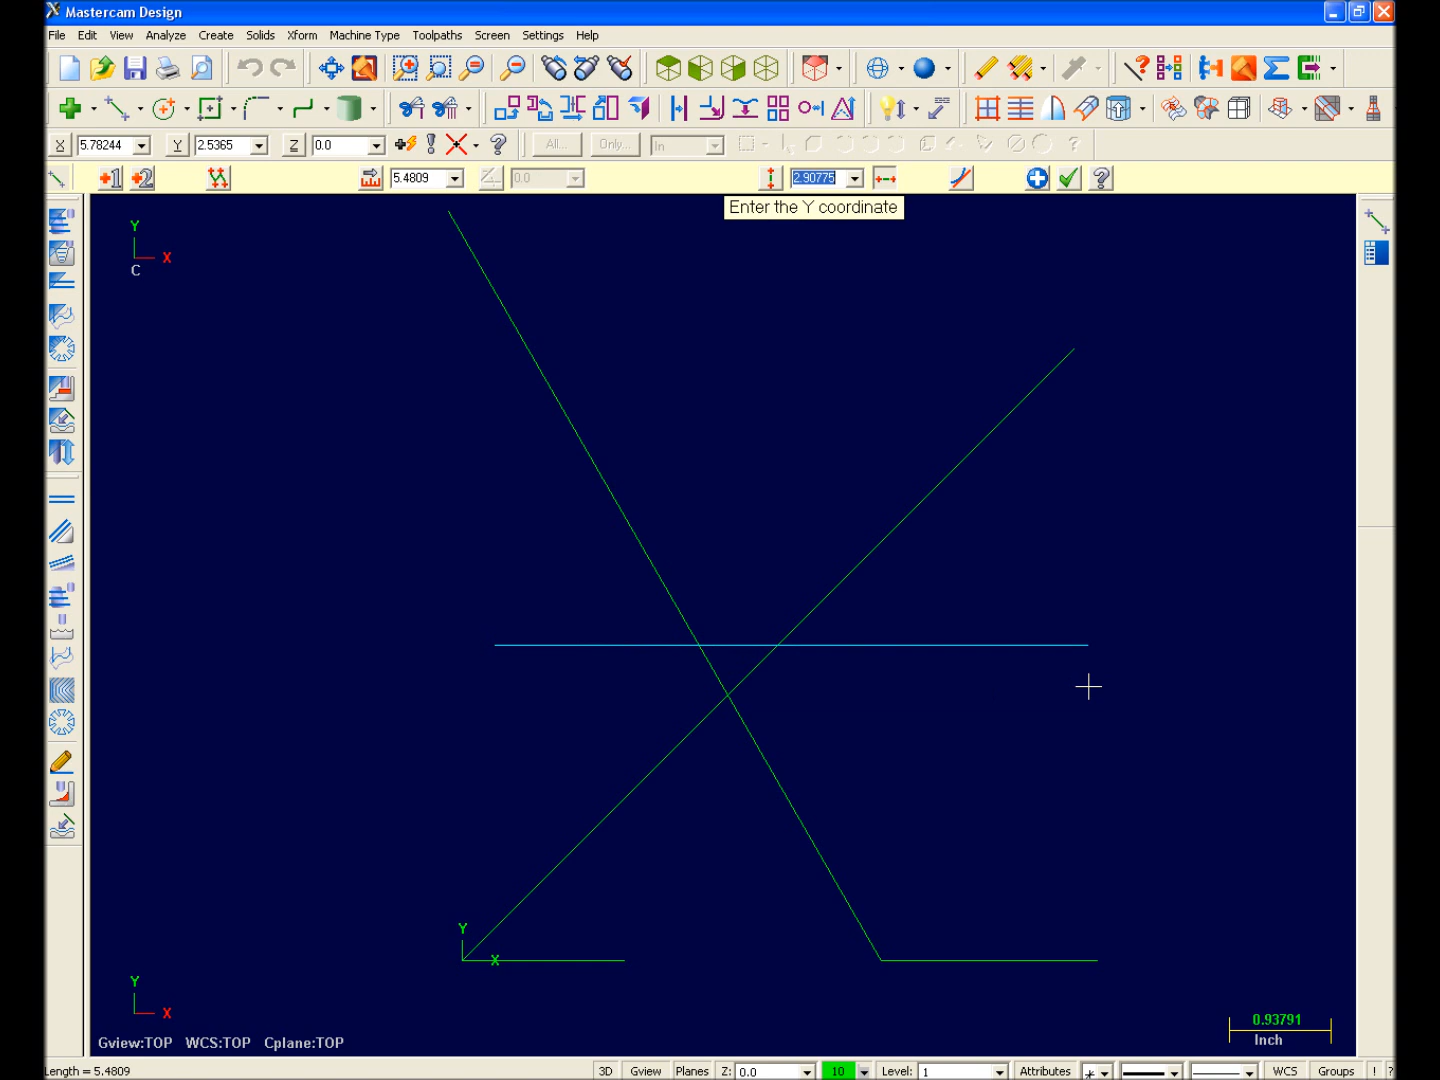 Mastercam Design
File Edit View Analyze Create Solids Xform Machine Type Toolpaths Screen Settings Help
X 5.78244 Y 2.5365 Z 0.0 All... Only... In
+1 +2 5.4809 0.0 2.90775
Enter the Y coordinate
Y
X
C
Y
X
Y
X
0.93791
Inch
Gview:TOP WCS:TOP Cplane:TOP
Length = 5.4809 3D Gview Planes Z: 0.0 10 Level: 1 Attributes WCS Groups ! ?